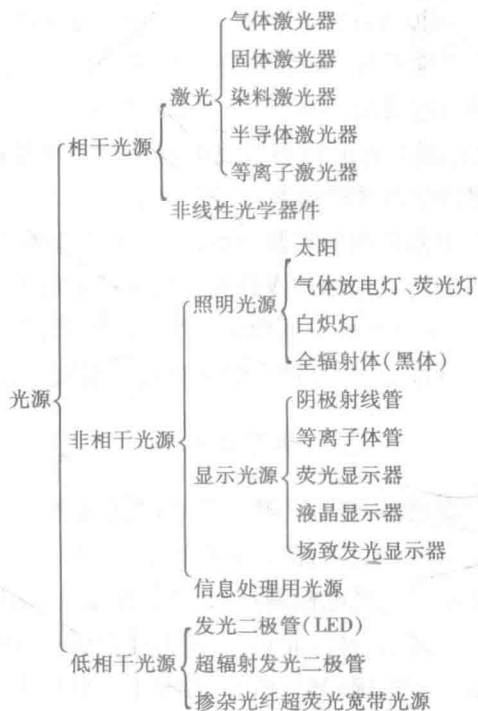 气体激光器
固体激光器
激光 染料激光器
相干光源 半导体激光器
等离子激光器
非线性光学器件
太阳
照明光源 气体放电灯、荧光灯
白炽灯
全辐射体(黑体)
光源 阴极射线管
非相干光源 等离子体管
显示光源 荧光显示器
液晶显示器
场致发光显示器
信息处理用光源
发光二极管(LED)
低相干光源 超辐射发光二极管
掺杂光纤超荧光宽带光源